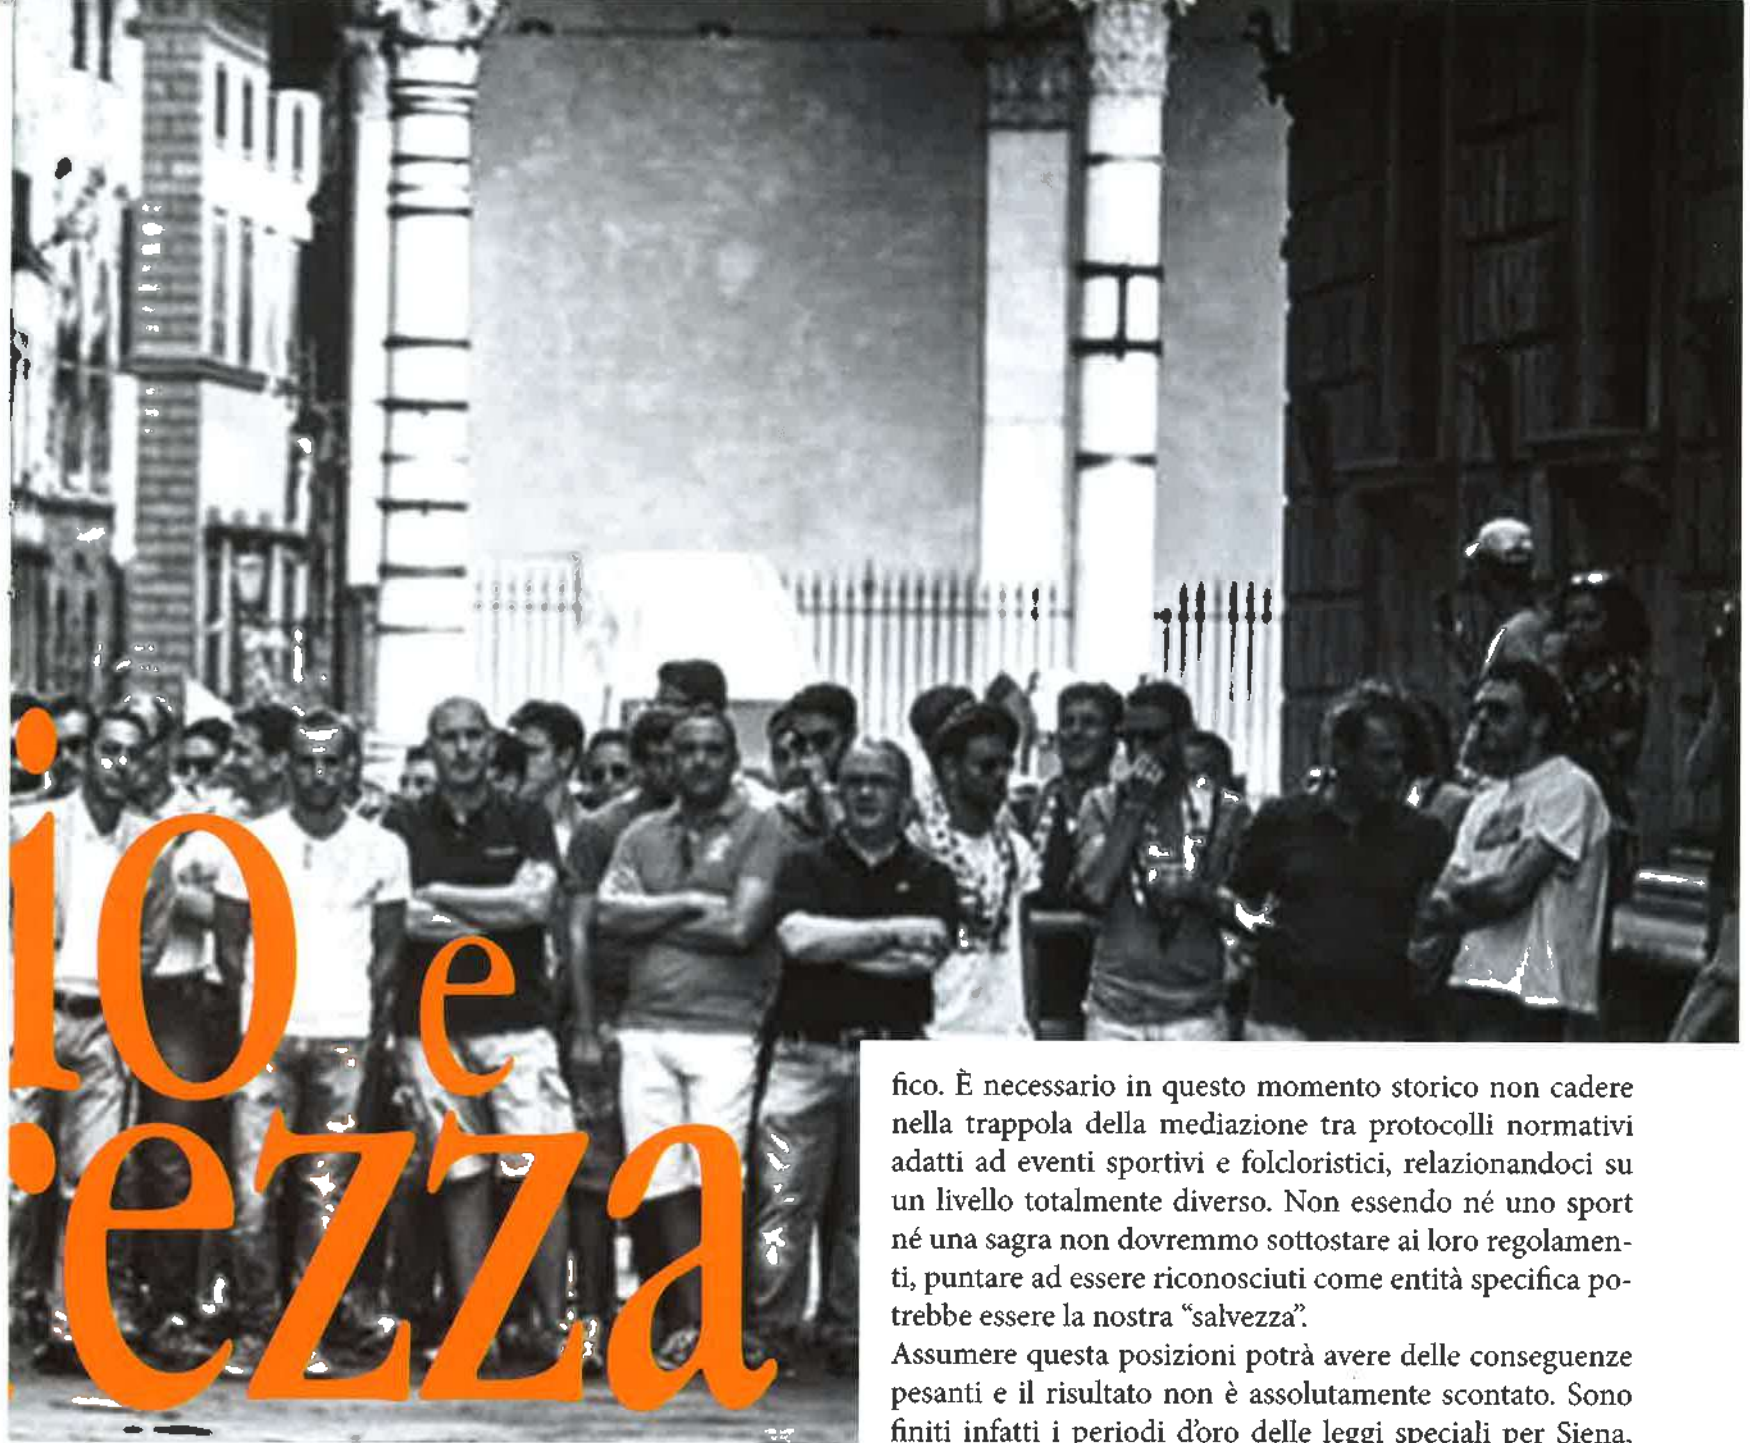 io e
rezza
fico. È necessario in questo momento storico non cadere
nella trappola della mediazione tra protocolli normativi
adatti ad eventi sportivi e folcloristici, relazionandoci su
un livello totalmente diverso. Non essendo né uno sport
né una sagra non dovremmo sottostare ai loro regolamen-
ti, puntare ad essere riconosciuti come entità specifica po-
trebbe essere la nostra “salvezza”.
Assumere questa posizioni potrà avere delle conseguenze
pesanti e il risultato non è assolutamente scontato. Sono
finiti infatti i periodi d’oro delle leggi speciali per Siena,